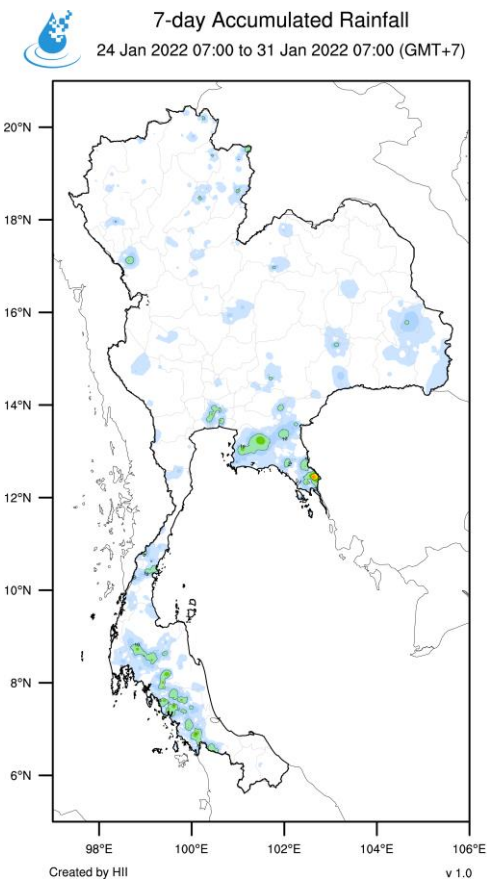 7-day Accumulated Rainfall
24 Jan 2022 07:00 to 31 Jan 2022 07:00 (GMT+7)
20°N
18°N
16°N
14°N
12°N
10°N
8°N
6°N
98°E 100°E 102°E 104°E 106°E
Created by HII v 1.0